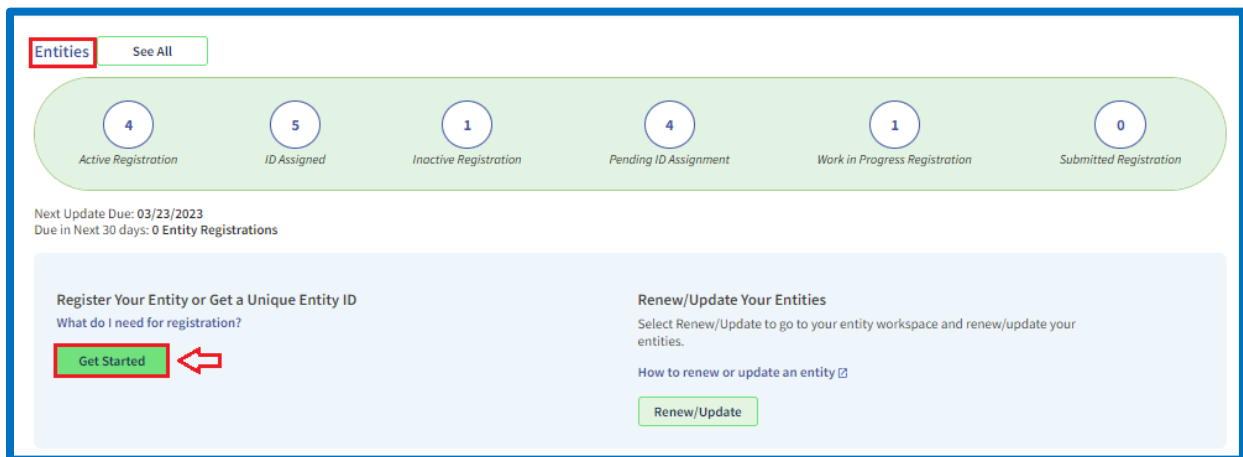 Entities See All
4 5 1 4 1 0
Active Registration ID Assigned Inactive Registration Pending ID Assignment Work in Progress Registration Submitted Registration
Next Update Due: 03/23/2023
Due in Next 30 days: 0 Entity Registrations
Register Your Entity or Get a Unique Entity ID
What do I need for registration?
Get Started
Renew/Update Your Entities
Select Renew/Update to go to your entity workspace and renew/update your
entities.
How to renew or update an entity
Renew/Update